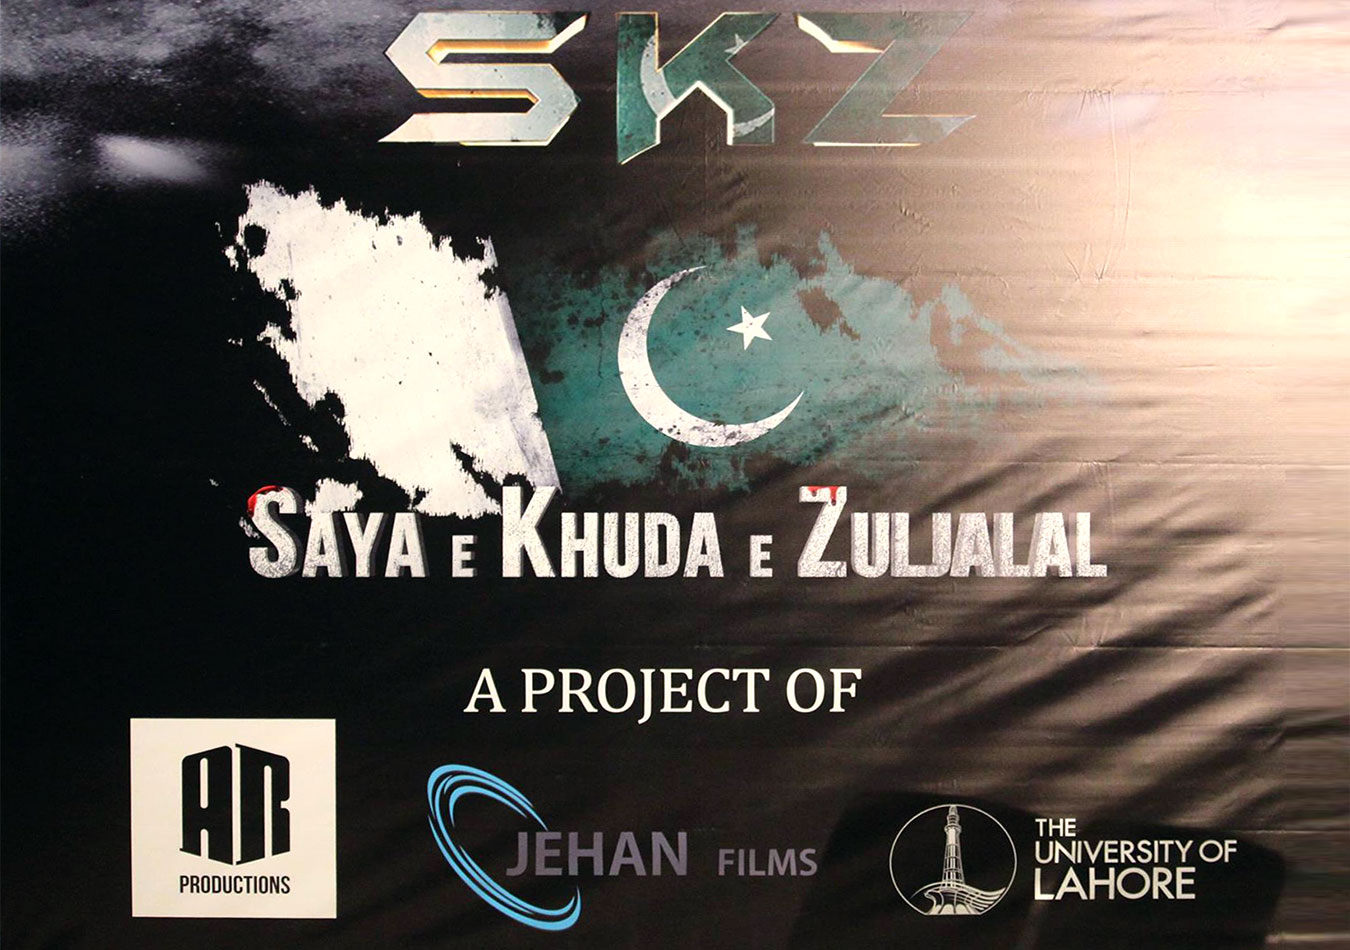 SKZ
SAYA E KHUDA E ZULJALAL
A PROJECT OF
AR
PRODUCTIONS
JEHAN FILMS
THE
UNIVERSITY OF
LAHORE